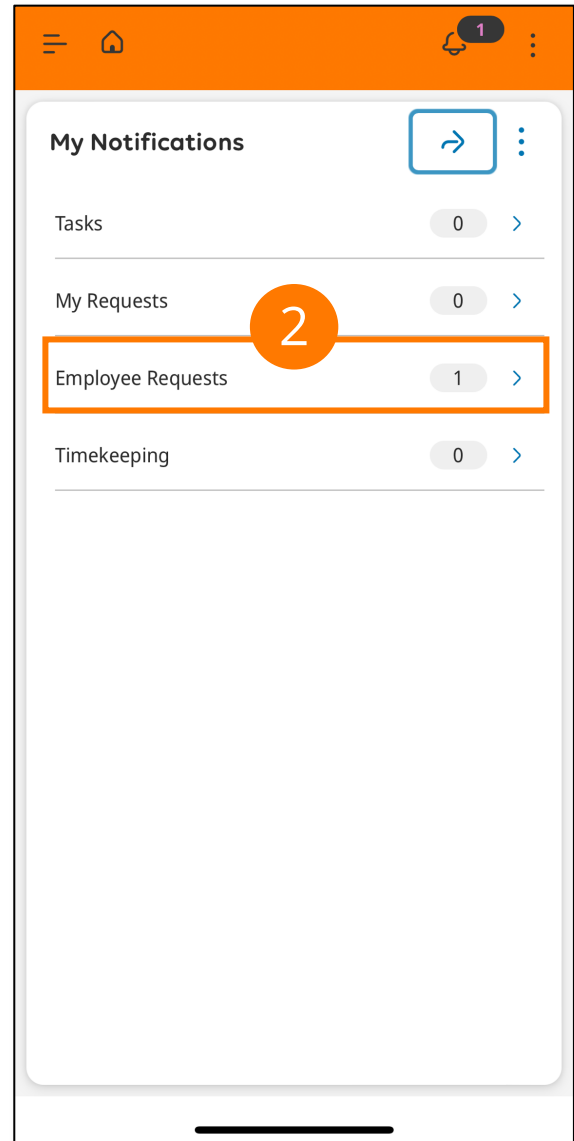 1
My Notifications
Tasks 0
My Requests 0
2
Employee Requests 1
Timekeeping 0